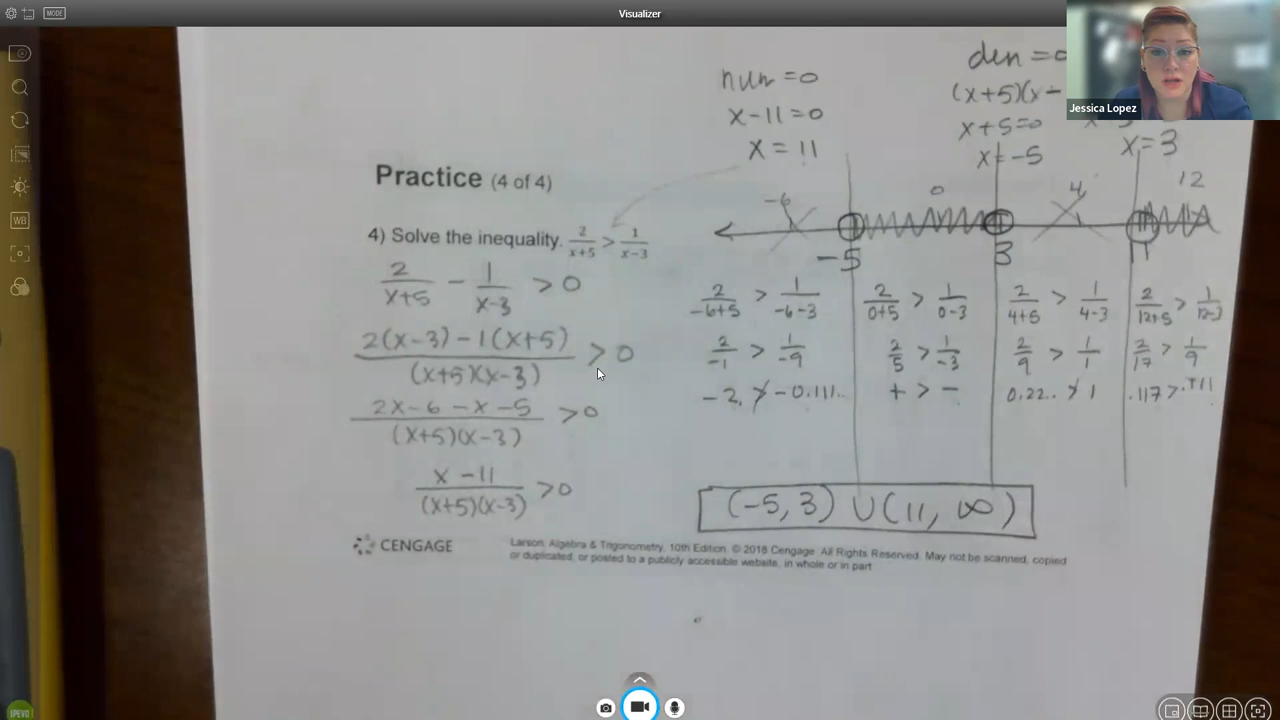 MODE
Visualizer
Jessica Lopez
WB
Practice (4 of 4)
4) Solve the inequality. 2/(x+5) > 1/(x-3)
2/(x+5) - 1/(x-3) > 0
2(x-3) - 1(x+5) / (x+5)(x-3) > 0
2x-6-x-5 / (x+5)(x-3) > 0
x-11 / (x+5)(x-3) > 0
num=0
x-11=0
x=11
den=0
(x+5)(x-
x+5=0
x=-5
x=3
-6 0 4 12
-5 3 11
2/(-6+5) > 1/(-6-3)
2/-1 > 1/-9
-2 ≯ -0.111..
2/(0+5) > 1/(0-3)
2/5 > 1/-3
+ > -
2/(4+5) > 1/(4-3)
2/9 > 1/1
0.22.. ≯ 1
2/(12+5) > 1/(12-3)
2/17 > 1/9
.117 > .111
(-5, 3) ∪ (11, ∞)
CENGAGE
Larson, Algebra & Trigonometry, 10th Edition. © 2018 Cengage. All Rights Reserved. May not be scanned, copied
or duplicated, or posted to a publicly accessible website, in whole or in part
IPEVO